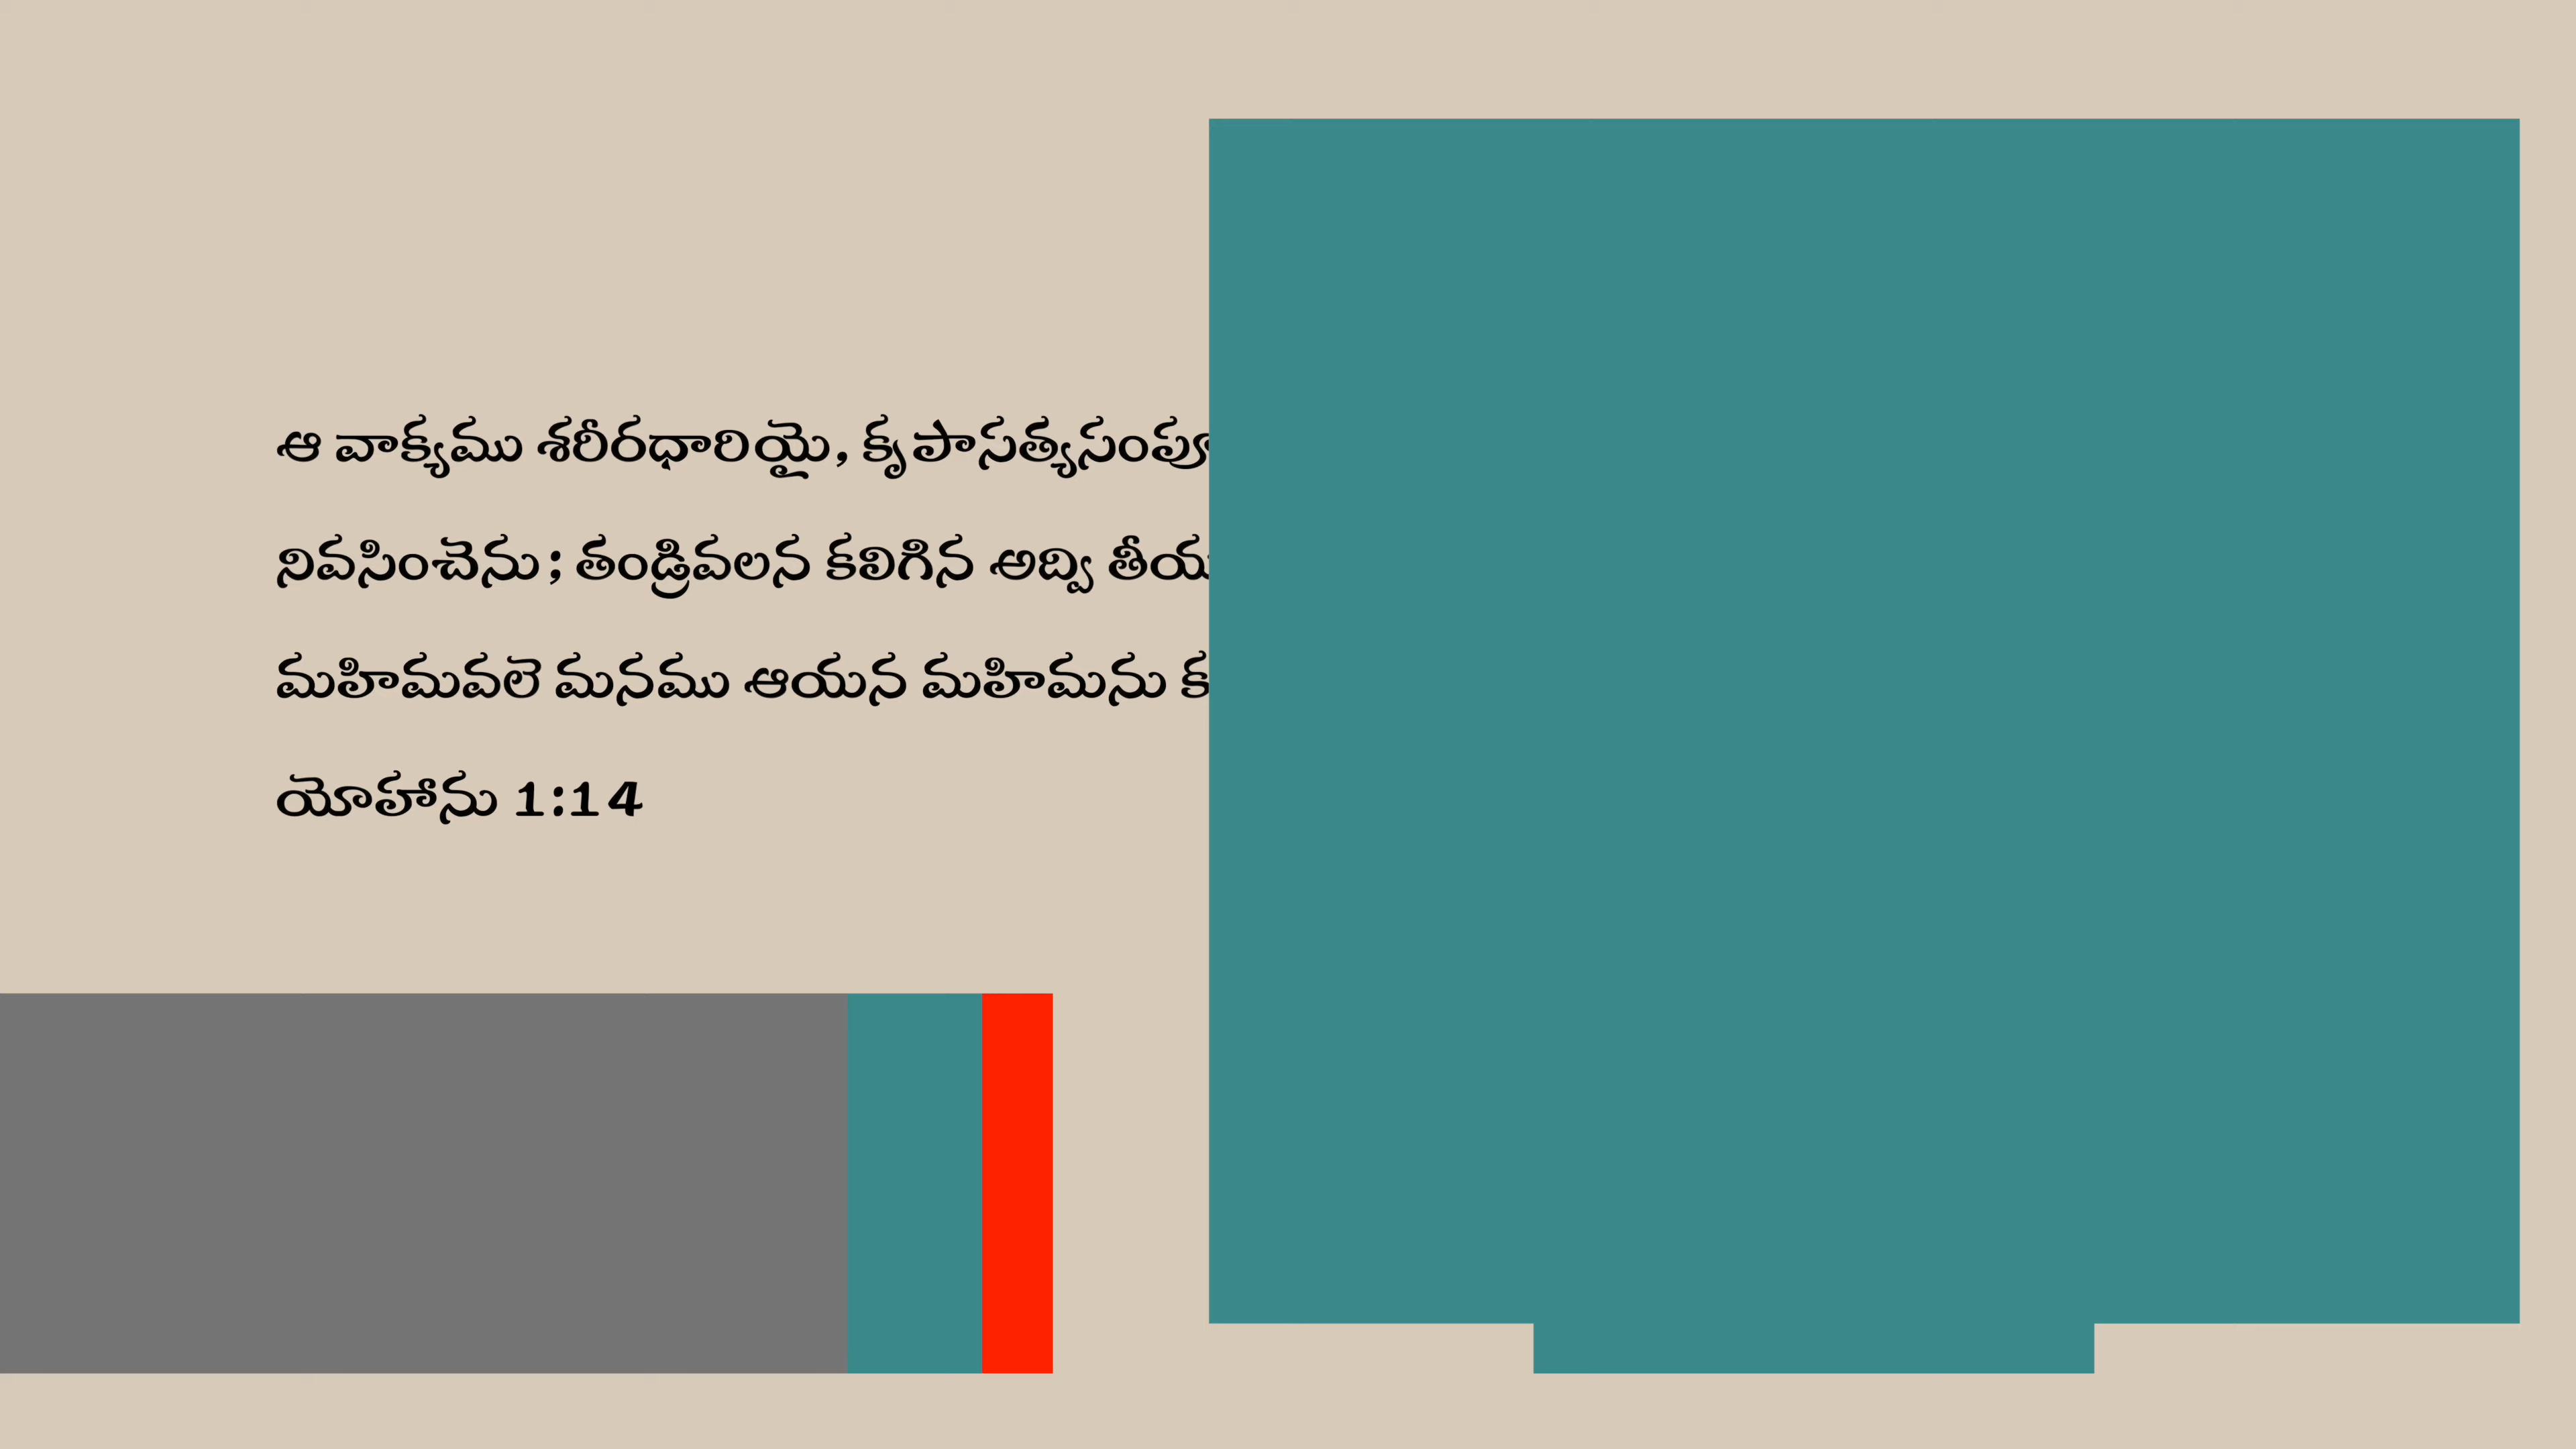 ఆ వాక్యము శరీరధారియై, కృపాసత్యసంపూ
నివసించెను; తండ్రివలన కలిగిన అద్వి తీయ
మహిమవలె మనము ఆయన మహిమను క
యోహాను 1:14